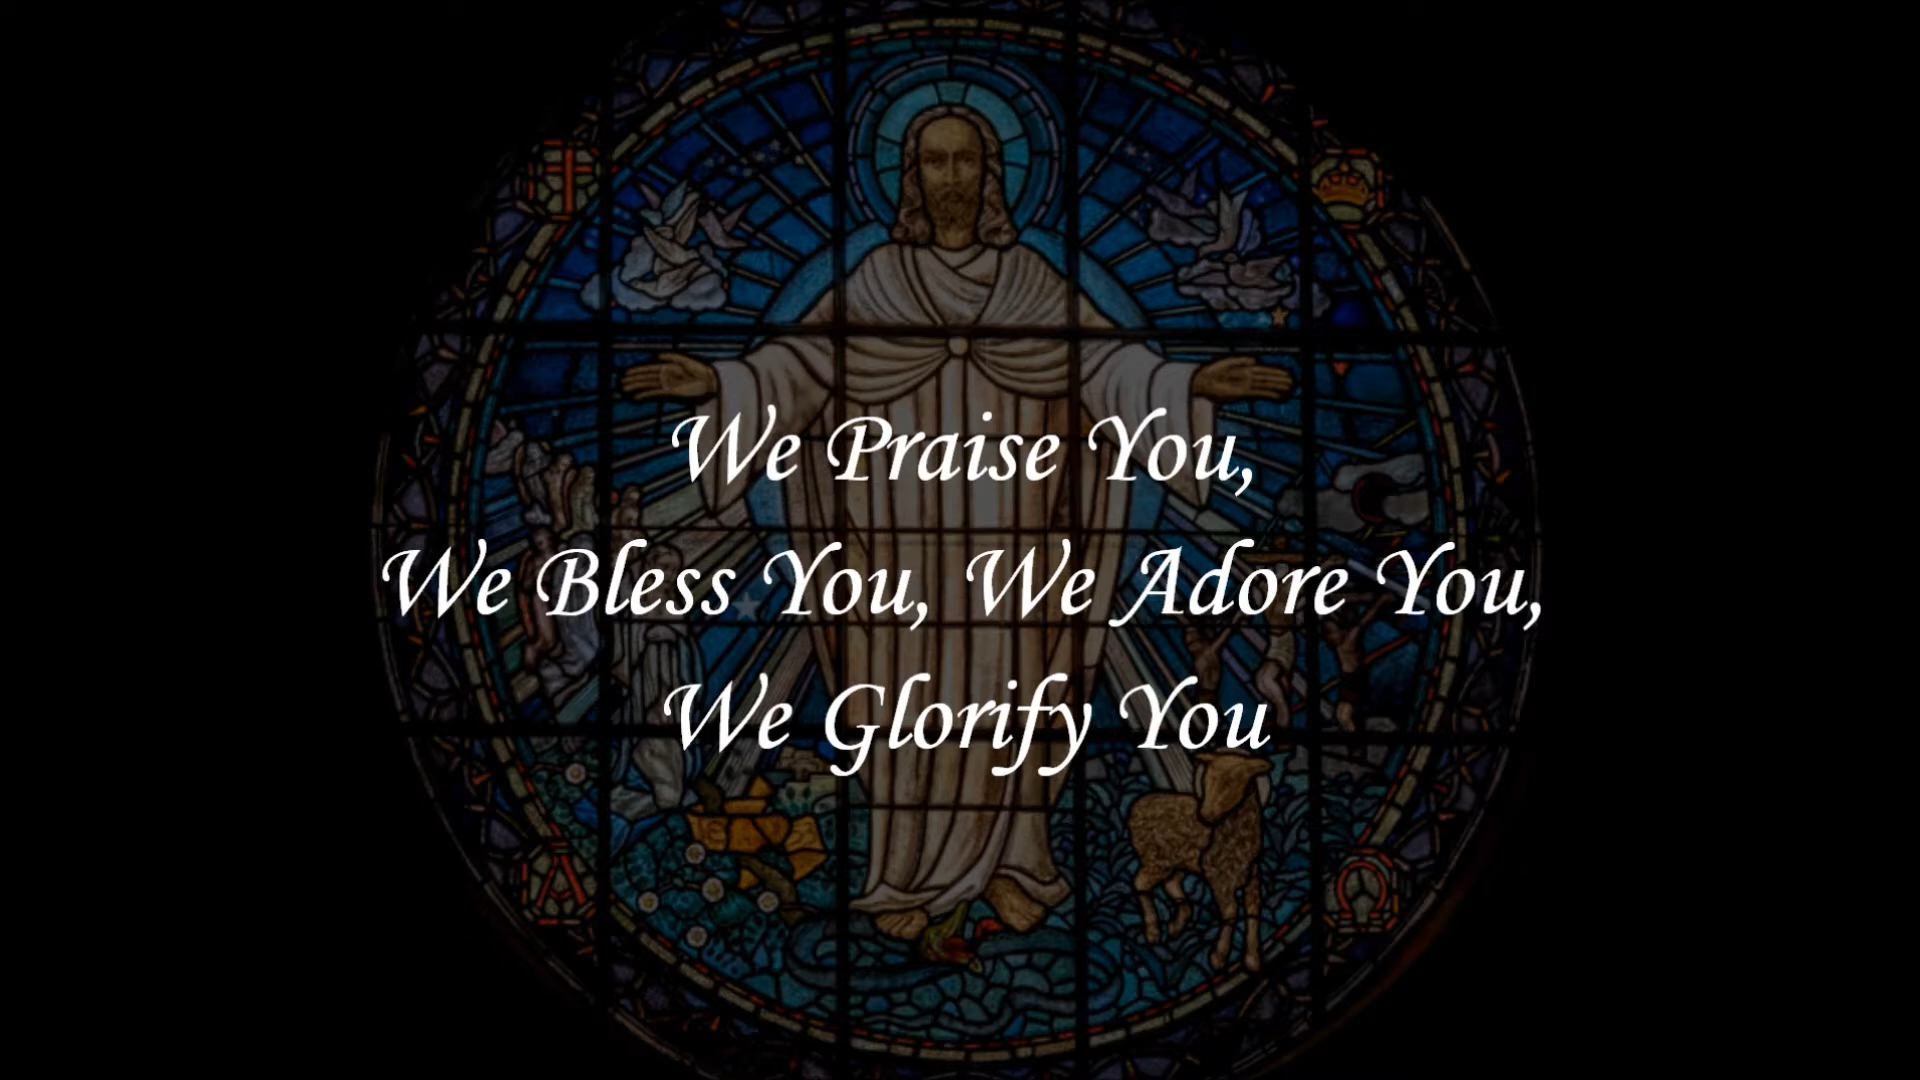 We Praise You,
We Bless You, We Adore You,
We Glorify You
A
Ω